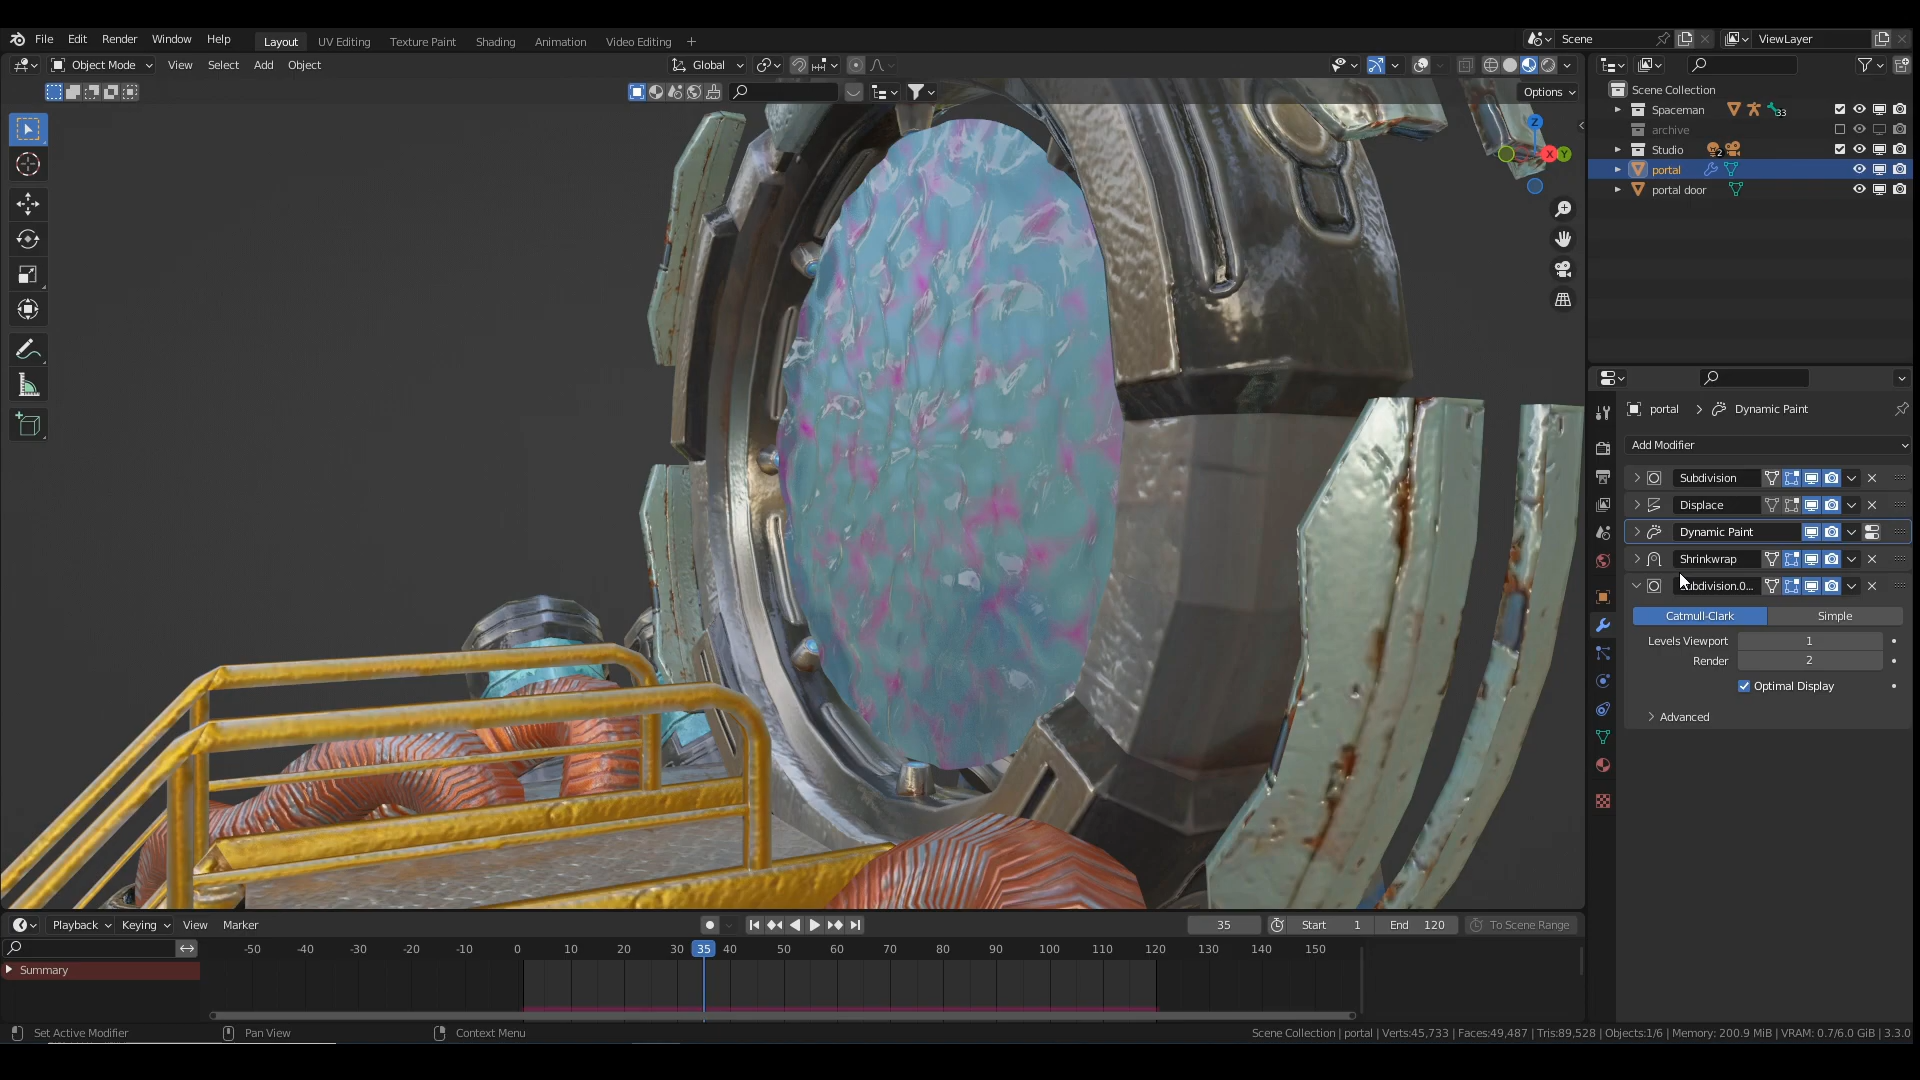 File Edit Render Window Help Layout UV Editing Texture Paint Shading Animation Video Editing + Scene ViewLayer
Object Mode View Select Add Object Global
Options
Scene Collection
Spaceman 33
archive
Studio 2
portal
portal door
Z
X Y
portal > Dynamic Paint
Add Modifier
Subdivision
Displace
Dynamic Paint
Shrinkwrap
ubdivision.0...
Catmull-Clark Simple
Levels Viewport 1
Render 2
Optimal Display
Advanced
Playback Keying View Marker 35 Start 1 End 120 To Scene Range
-50 -40 -30 -20 -10 0 10 20 30 35 40 50 60 70 80 90 100 110 120 130 140 150
Summary
Set Active Modifier Pan View Context Menu Scene Collection | portal | Verts:45,733 | Faces:49,487 | Tris:89,528 | Objects:1/6 | Memory: 200.9 MiB | VRAM: 0.7/6.0 GiB | 3.3.0